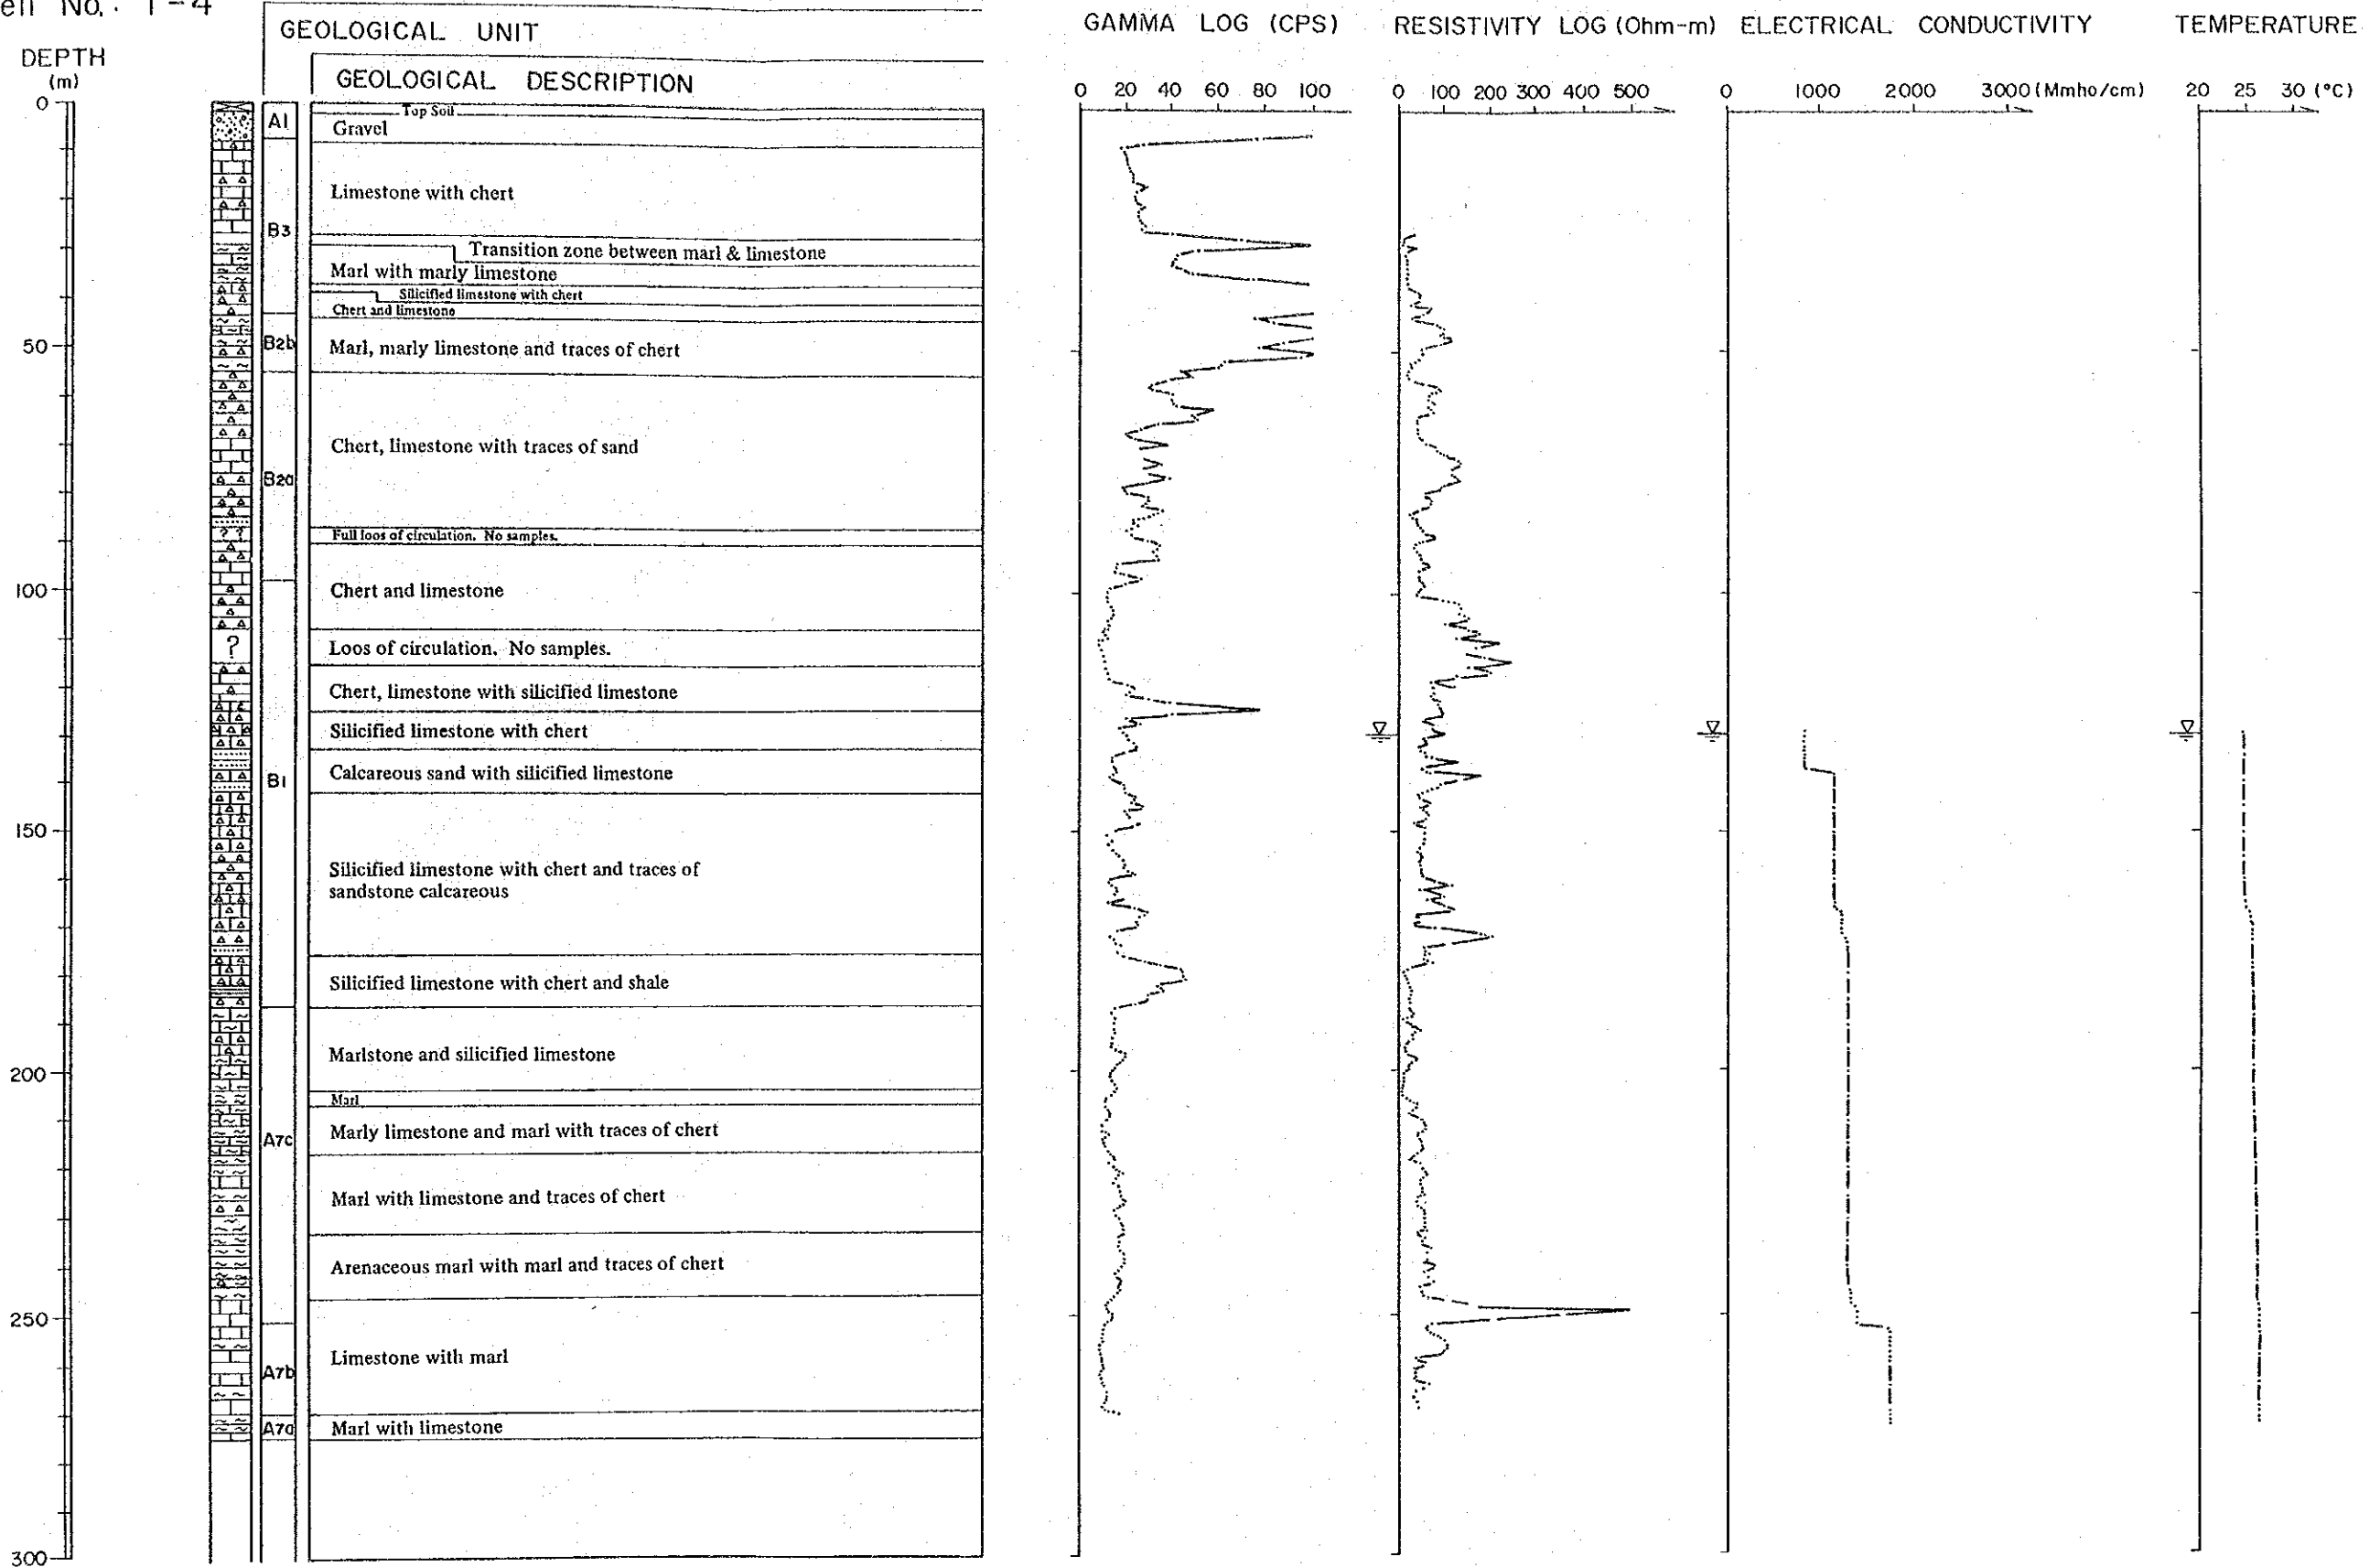 ell No.: T-4
GEOLOGICAL UNIT
GEOLOGICAL DESCRIPTION
DEPTH
(m)
GAMMA LOG (CPS)
RESISTIVITY LOG (Ohm-m)
ELECTRICAL CONDUCTIVITY
TEMPERATURE
0 20 40 60 80 100
0 100 200 300 400 500
0 1000 2000 3000 (Mmho/cm)
20 25 30 (°C)
0
50
100
150
200
250
300
A1
B3
B2b
B2a
B1
A7c
A7b
A7a
? ?
?
Top Soil
Gravel
Limestone with chert
Transition zone between marl & limestone
Marl with marly limestone
Silicified limestone with chert
Chert and limestone
Marl, marly limestone and traces of chert
Chert, limestone with traces of sand
Full loos of circulation. No samples.
Chert and limestone
Loos of circulation. No samples.
Chert, limestone with silicified limestone
Silicified limestone with chert
Calcareous sand with silicified limestone
Silicified limestone with chert and traces of
sandstone calcareous
Silicified limestone with chert and shale
Marlstone and silicified limestone
Marl
Marly limestone and marl with traces of chert
Marl with limestone and traces of chert
Arenaceous marl with marl and traces of chert
Limestone with marl
Marl with limestone